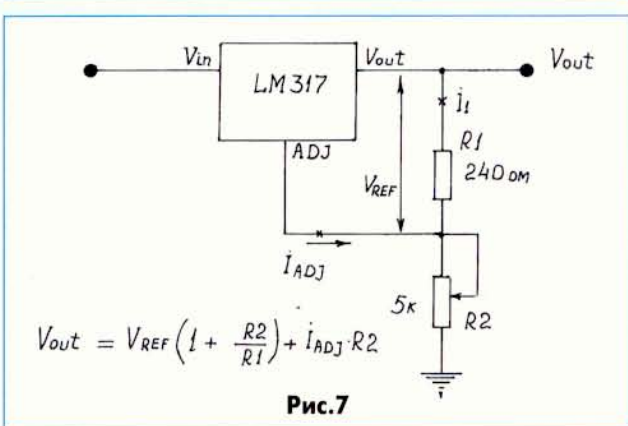 Vin
Vout
Vout
LM317
ADJ
i1
R1
240 ом
VREF
iADJ
5к
R2
Vout = VREF (1 + R2/R1) + iADJ·R2
Рис.7